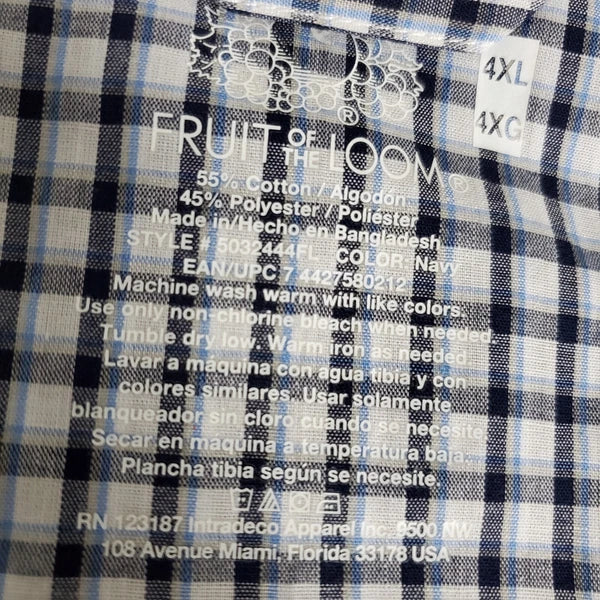 4XL
4XG
®
FRUIT OF THE LOOM®
55% Cotton / Algodón
45% Polyester / Poliester
Made in/Hecho en Bangladesh
STYLE # 5032444FL COLOR: Navy
EAN/UPC 7 4427580212
Machine wash warm with like colors.
Use only non-chlorine bleach when needed.
Tumble dry low. Warm iron as needed.
Lavar a máquina con agua tibia y con
colores similares. Usar solamente
blanqueador sin cloro cuando se necesite.
Secar en maquina a temperatura baja.
Plancha tibia según se necesite.
RN 123187 Intradeco Apparel Inc. 9500 NW
108 Avenue Miami, Florida 33178 USA